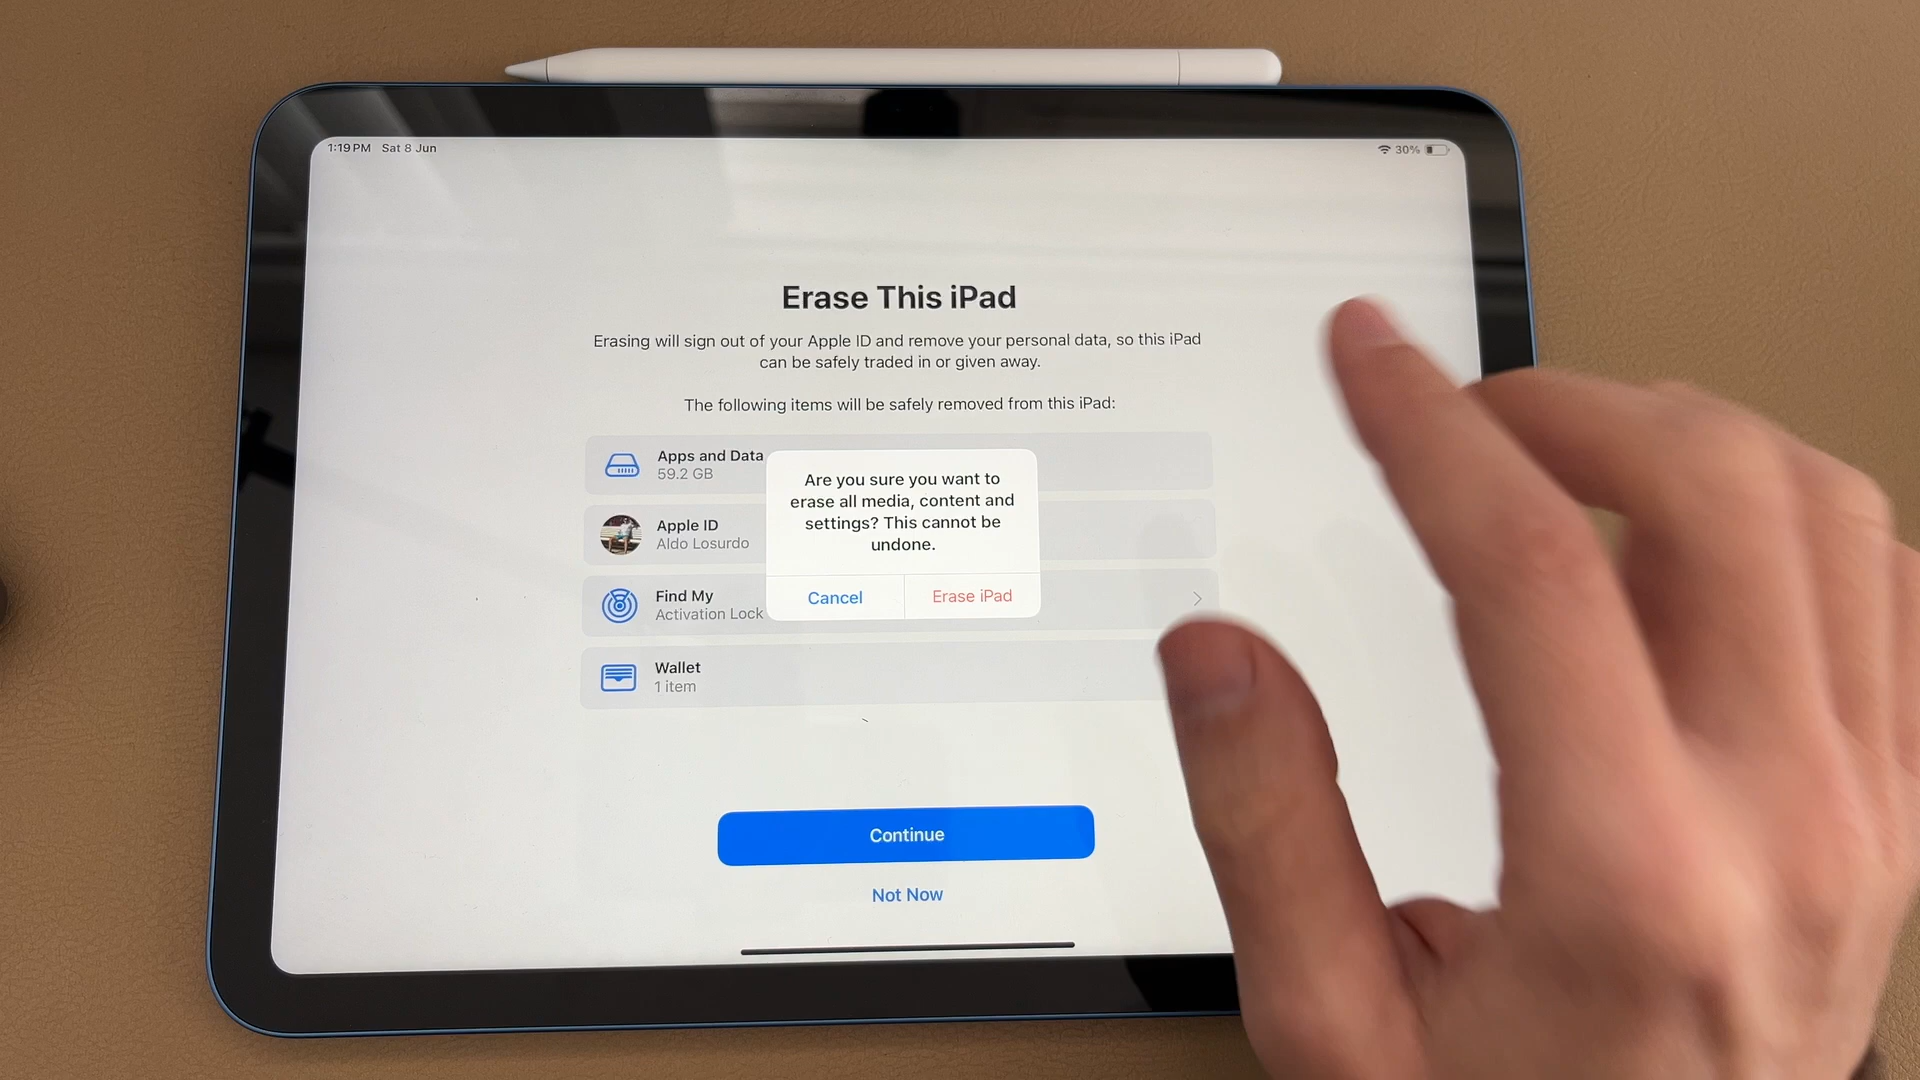 1:19 PM Sat 8 Jun
30%
Erase This iPad
Erasing will sign out of your Apple ID and remove your personal data, so this iPad
can be safely traded in or given away.
The following items will be safely removed from this iPad:
Apps and Data
59.2 GB
Apple ID
Aldo Losurdo
Find My
Activation Lock
Wallet
1 item
Are you sure you want to
erase all media, content and
settings? This cannot be
undone.
Cancel
Erase iPad
Continue
Not Now